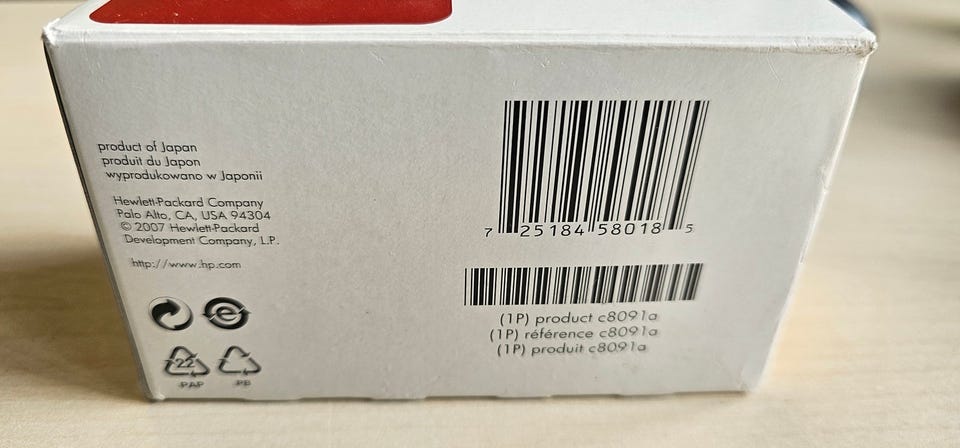 product of Japan
produit du Japon
wyprodukowano w Japonii
Hewlett-Packard Company
Palo Alto, CA, USA 94304
© 2007 Hewlett-Packard
Development Company, L.P.
http://www.hp.com
22
PAP
PB
7 25184 58018 5
(1P) product c8091a
(1P) référence c8091a
(1P) produit c8091a